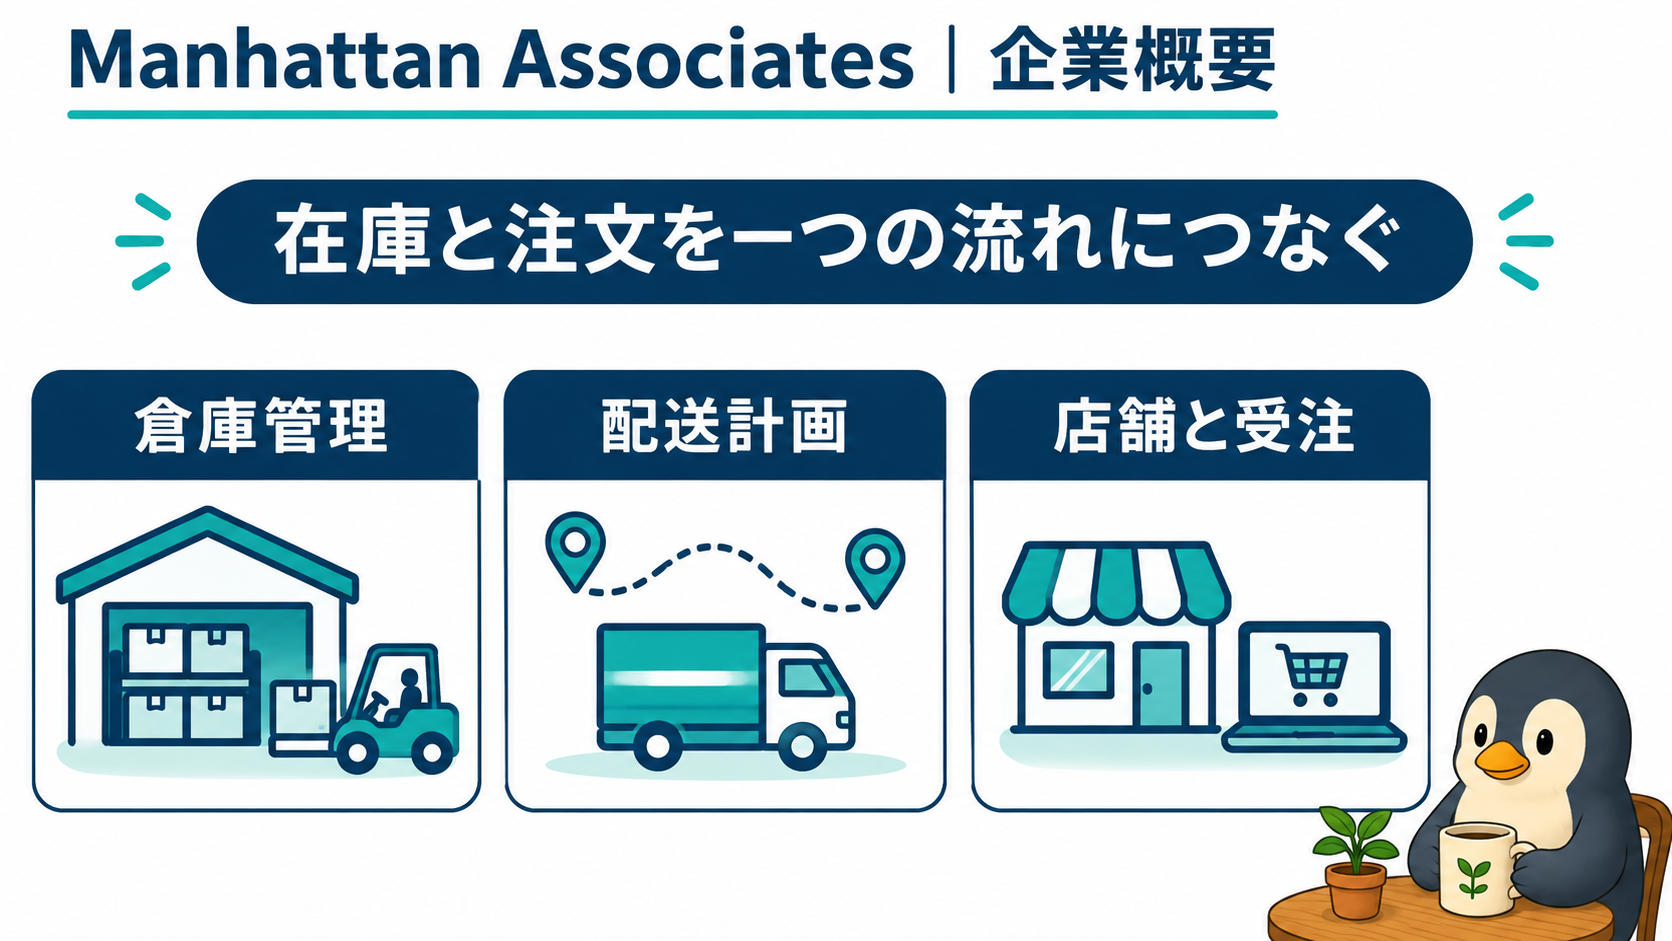 Manhattan Associates｜企業概要
在庫と注文を一つの流れにつなぐ
倉庫管理
配送計画
店舗と受注